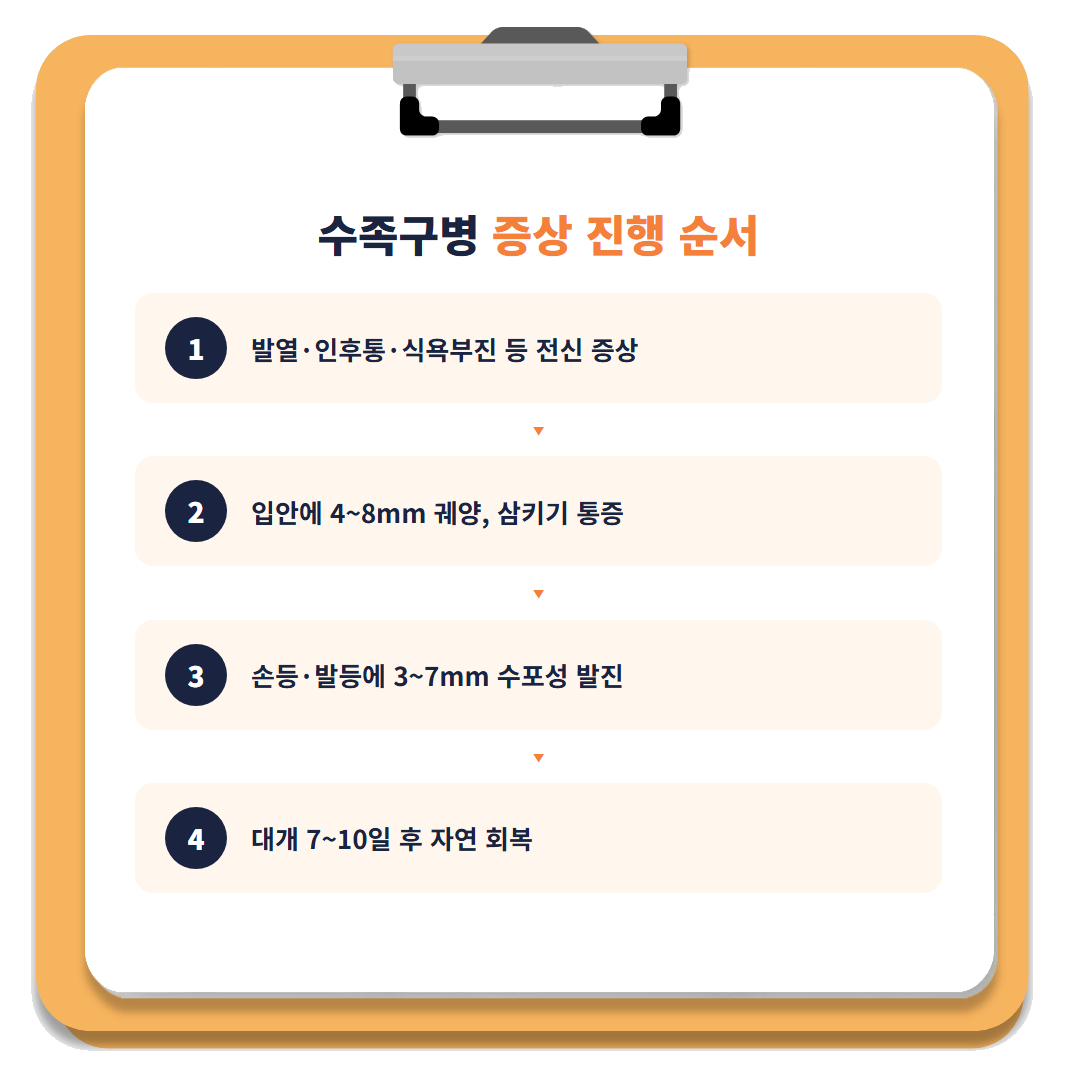 수족구병 증상 진행 순서
1 발열·인후통·식욕부진 등 전신 증상
2 입안에 4~8mm 궤양, 삼키기 통증
3 손등·발등에 3~7mm 수포성 발진
4 대개 7~10일 후 자연 회복